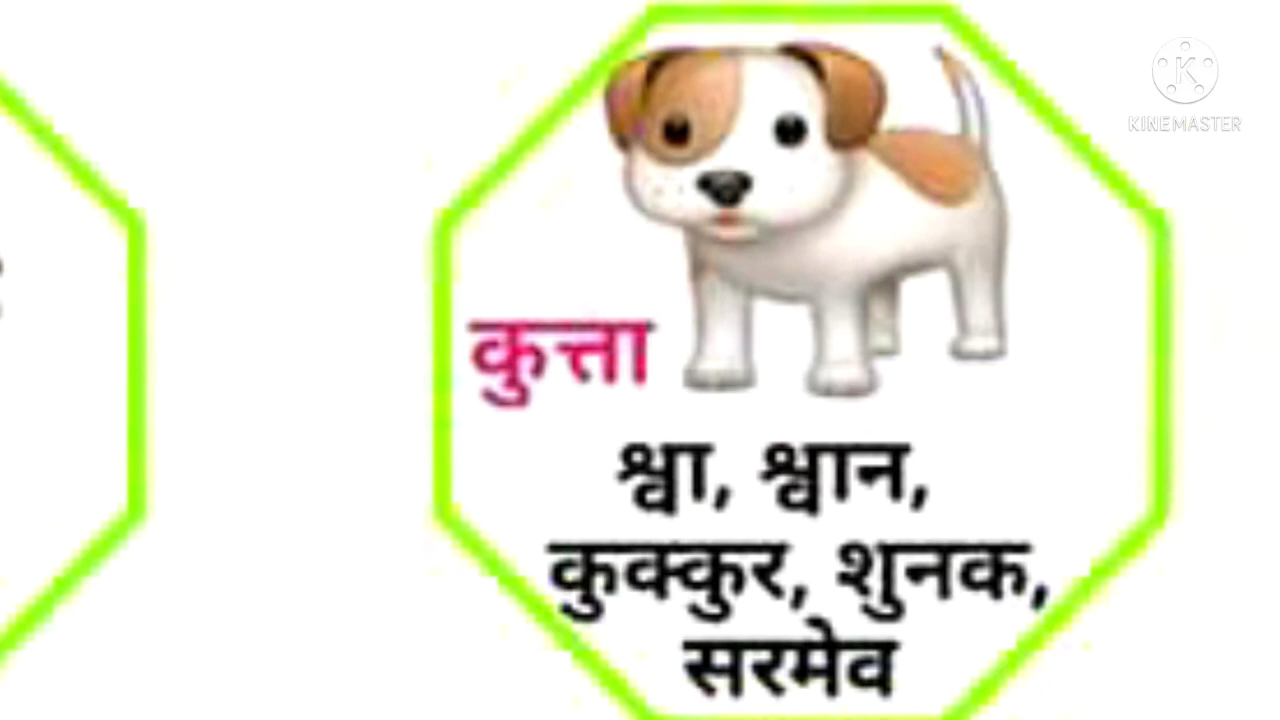 KINEMASTER
कुत्ता
श्वा, श्वान,
कुक्कुर, शुनक,
सरमेव